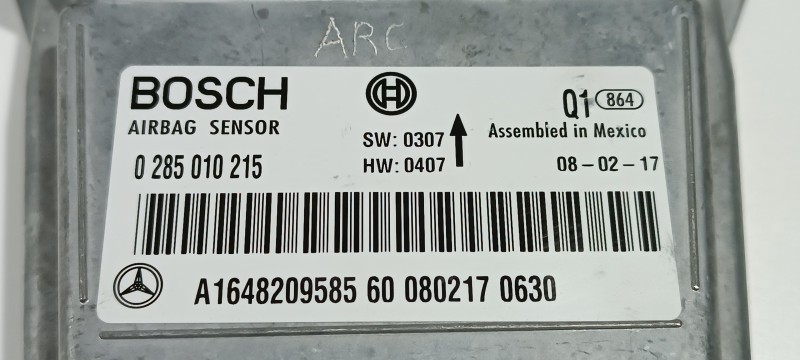 ARC
BOSCH
AIRBAG SENSOR
0 285 010 215
SW: 0307
HW: 0407
Q1 864
Assembied in Mexico
08-02-17
A1648209585 60 080217 0630